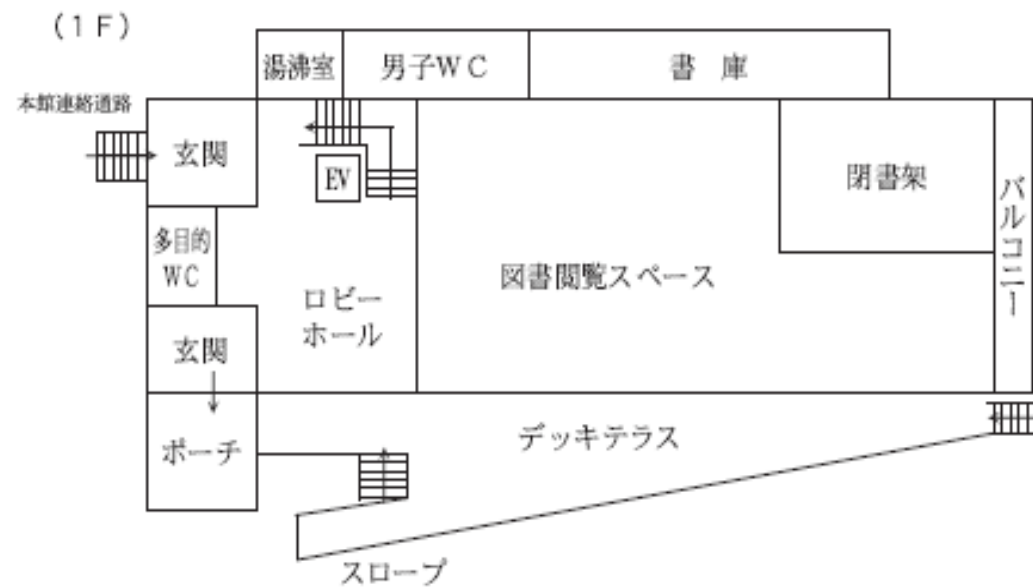 (1F)
湯沸室
男子WC
書 庫
本館連絡通路
玄関
EV
閉書架
バルコニー
多目的
WC
図書閲覧スペース
ロビー
ホール
玄関
ポーチ
デッキテラス
スロープ